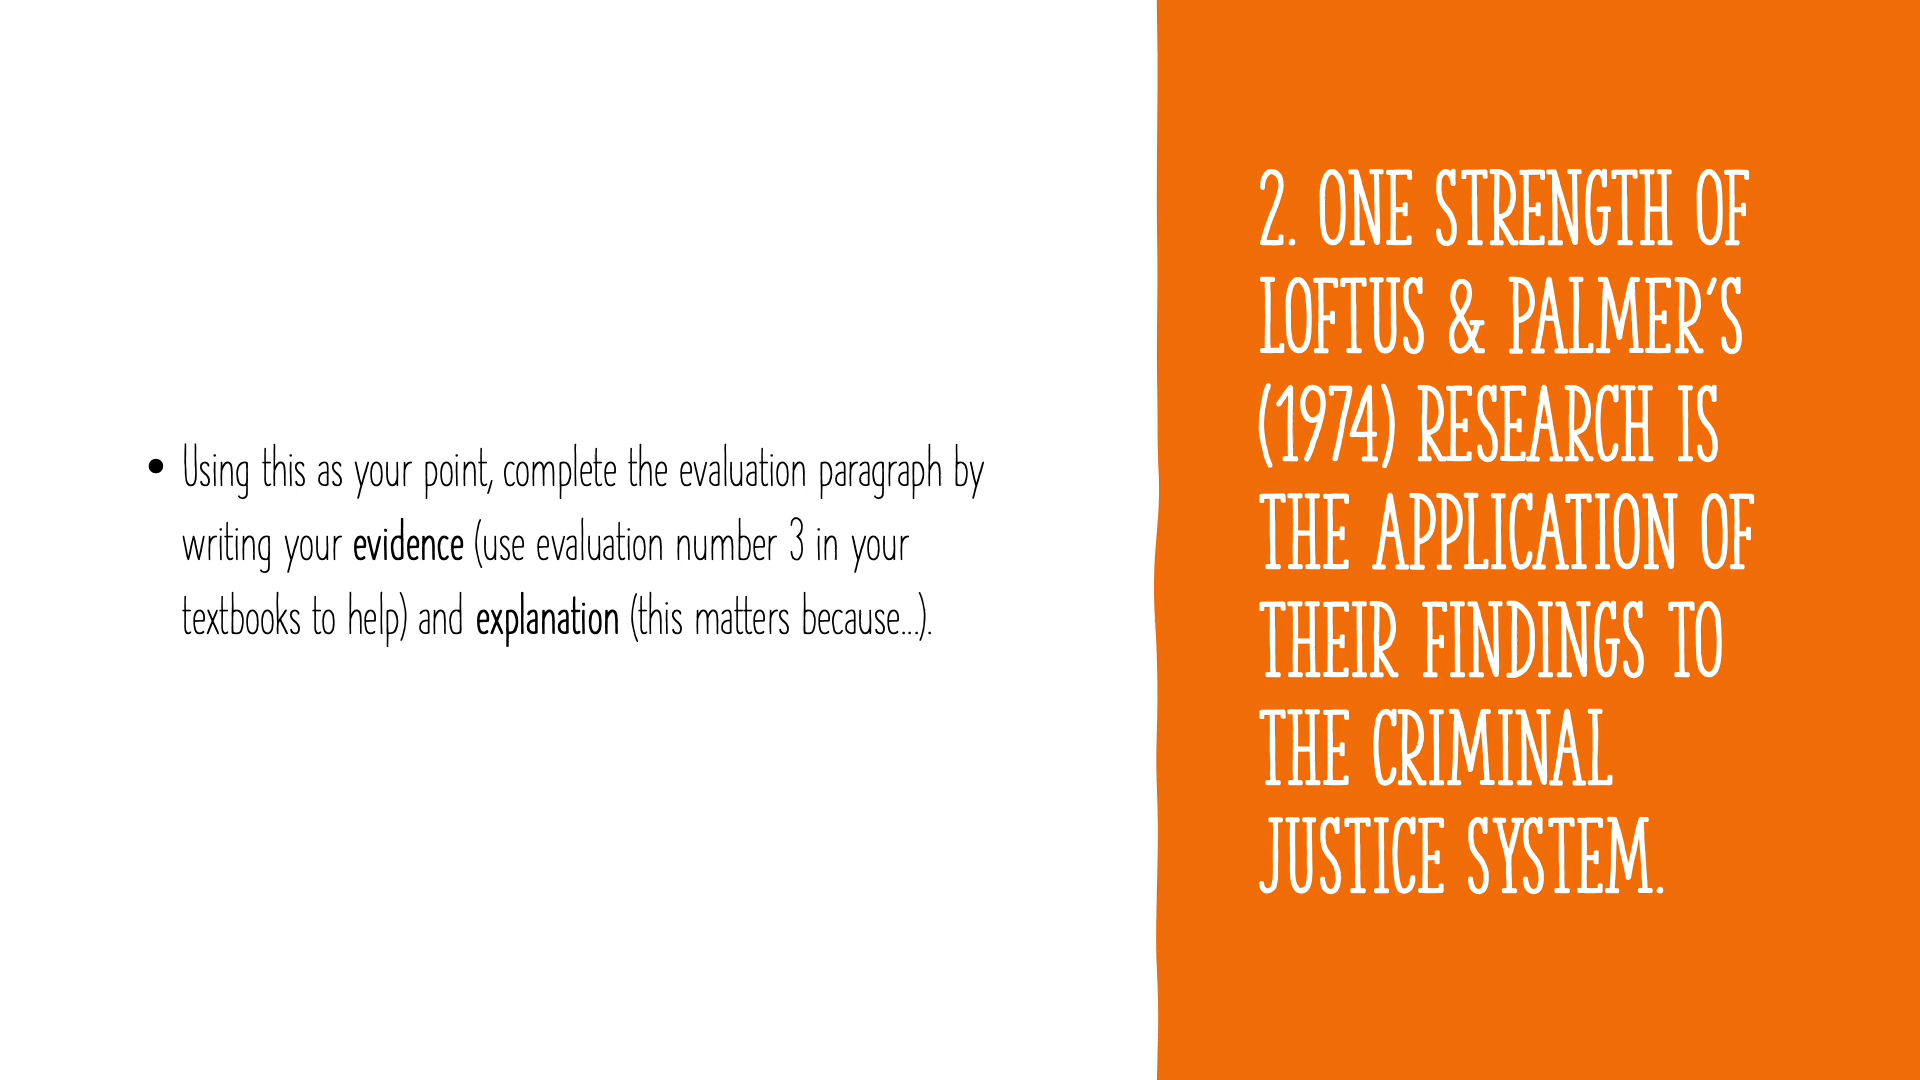 • Using this as your point, complete the evaluation paragraph by
writing your evidence (use evaluation number 3 in your
textbooks to help) and explanation (this matters because...).
2. ONE STRENGTH OF
LOFTUS & PALMER'S
(1974) RESEARCH IS
THE APPLICATION OF
THEIR FINDINGS TO
THE CRIMINAL
JUSTICE SYSTEM.